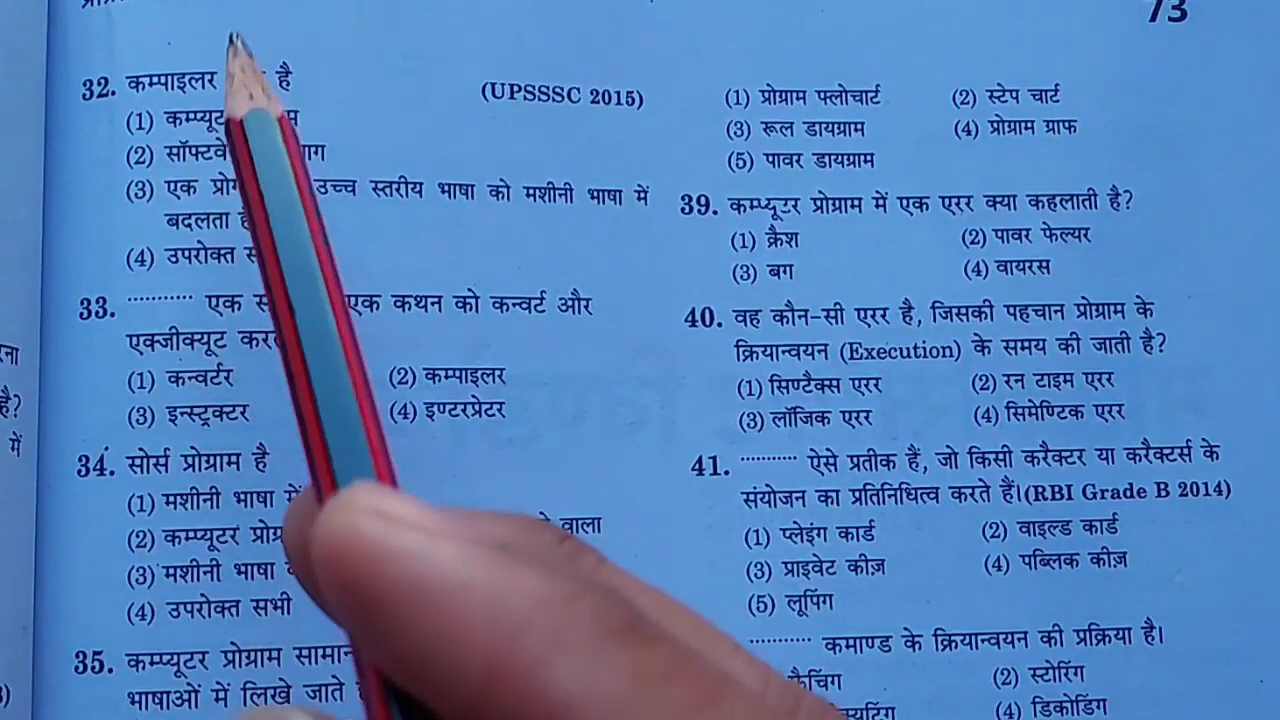 73
32. कम्पाइलर है (UPSSSC 2015)
(1)
(2)
(3) एक उच्च स्तरीय भाषा को मशीनी भाषा में
बदलता
(4) उपरोक्त
33. ........... एक एक कथन को कन्वर्ट और
एक्जीक्यूट
(1) कन्वर्टर (2) कम्पाइलर
(3) इन्स्ट्रक्टर (4) इण्टरप्रेटर
34. सोर्स प्रोग्राम है
(1) मशीनी भाषा में
(2) कम्प्यूटर वाला
(3) मशीनी भाषा
(4) उपरोक्त सभी
35. कम्प्यूटर प्रोग्राम
भाषाओं में लिखे जाते
(1) प्रोग्राम फ्लोचार्ट (2) स्टेप चार्ट
(3) रूल डायग्राम (4) प्रोग्राम ग्राफ
(5) पावर डायग्राम
39. कम्प्यूटर प्रोग्राम में एक एरर क्या कहलाती है?
(1) क्रैश (2) पावर फेल्यर
(3) बग (4) वायरस
40. वह कौन-सी एरर है, जिसकी पहचान प्रोग्राम के
क्रियान्वयन (Execution) के समय की जाती है?
(1) सिण्टैक्स एरर (2) रन टाइम एरर
(3) लॉजिक एरर (4) सिमेण्टिक एरर
41. ........... ऐसे प्रतीक हैं, जो किसी करैक्टर या करैक्टर्स के
संयोजन का प्रतिनिधित्व करते हैं। (RBI Grade B 2014)
(1) प्लेइंग कार्ड (2) वाइल्ड कार्ड
(3) प्राइवेट कीज़ (4) पब्लिक कीज़
(5) लूपिंग
........... कमाण्ड के क्रियान्वयन की प्रक्रिया है।
(2) स्टोरिंग
(4) डिकोडिंग